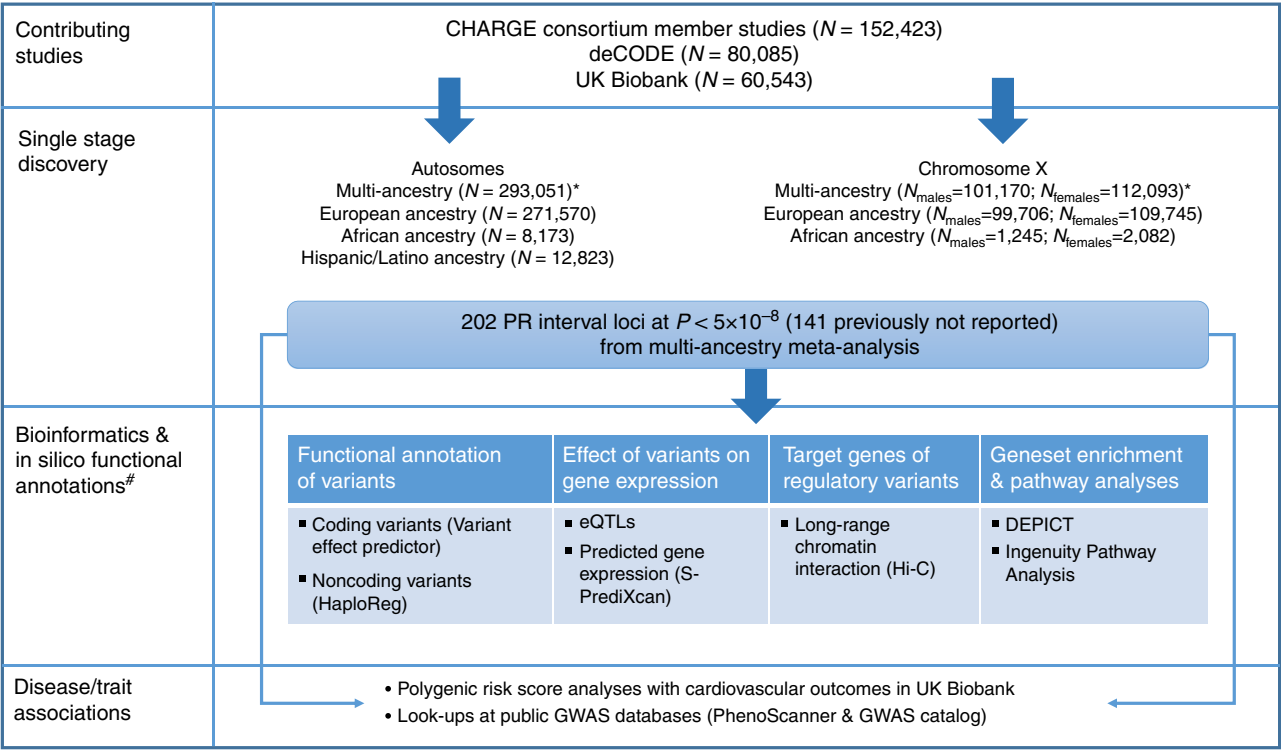 Contributing
studies
CHARGE consortium member studies (N = 152,423)
deCODE (N = 80,085)
UK Biobank (N = 60,543)
Single stage
discovery
Autosomes
Multi-ancestry (N = 293,051)*
European ancestry (N = 271,570)
African ancestry (N = 8,173)
Hispanic/Latino ancestry (N = 12,823)
Chromosome X
Multi-ancestry (Nmales=101,170; Nfemales=112,093)*
European ancestry (Nmales=99,706; Nfemales=109,745)
African ancestry (Nmales=1,245; Nfemales=2,082)
202 PR interval loci at P < 5×10⁻⁸ (141 previously not reported)
from multi-ancestry meta-analysis
Bioinformatics &
in silico functional
annotations#
Functional annotation
of variants
▪ Coding variants (Variant
effect predictor)
▪ Noncoding variants
(HaploReg)
Effect of variants on
gene expression
▪ eQTLs
▪ Predicted gene
expression (S-
PrediXcan)
Target genes of
regulatory variants
▪ Long-range
chromatin
interaction (Hi-C)
Geneset enrichment
& pathway analyses
▪ DEPICT
▪ Ingenuity Pathway
Analysis
Disease/trait
associations
• Polygenic risk score analyses with cardiovascular outcomes in UK Biobank
• Look-ups at public GWAS databases (PhenoScanner & GWAS catalog)